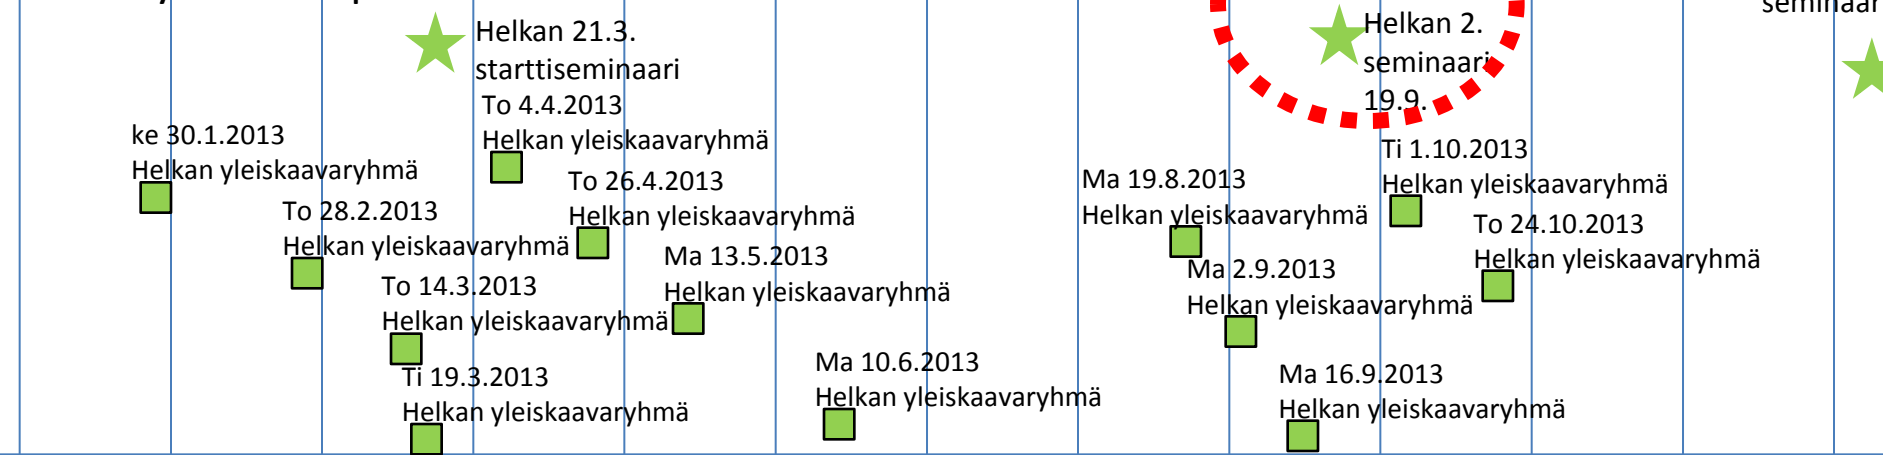 seminaari
Helkan 21.3.
starttiseminaari
Helkan 2.
seminaari
19.9.
To 4.4.2013
Helkan yleiskaavaryhmä
ke 30.1.2013
Helkan yleiskaavaryhmä
To 26.4.2013
Helkan yleiskaavaryhmä
To 28.2.2013
Helkan yleiskaavaryhmä
Ma 13.5.2013
Helkan yleiskaavaryhmä
To 14.3.2013
Helkan yleiskaavaryhmä
Ti 19.3.2013
Helkan yleiskaavaryhmä
Ma 10.6.2013
Helkan yleiskaavaryhmä
Ma 19.8.2013
Helkan yleiskaavaryhmä
Ma 2.9.2013
Helkan yleiskaavaryhmä
Ma 16.9.2013
Helkan yleiskaavaryhmä
Ti 1.10.2013
Helkan yleiskaavaryhmä
To 24.10.2013
Helkan yleiskaavaryhmä